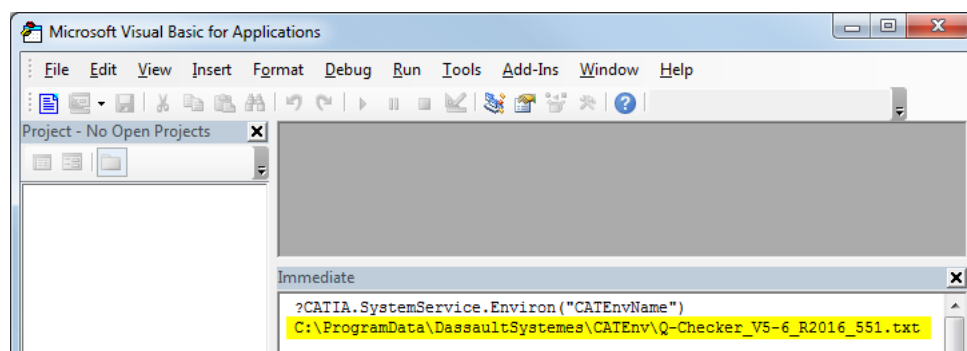 Microsoft Visual Basic for Applications
File Edit View Insert Format Debug Run Tools Add-Ins Window Help
Project - No Open Projects
Immediate
?CATIA.SystemService.Environ("CATEnvName")
C:\ProgramData\DassaultSystemes\CATEnv\Q-Checker_V5-6_R2016_551.txt